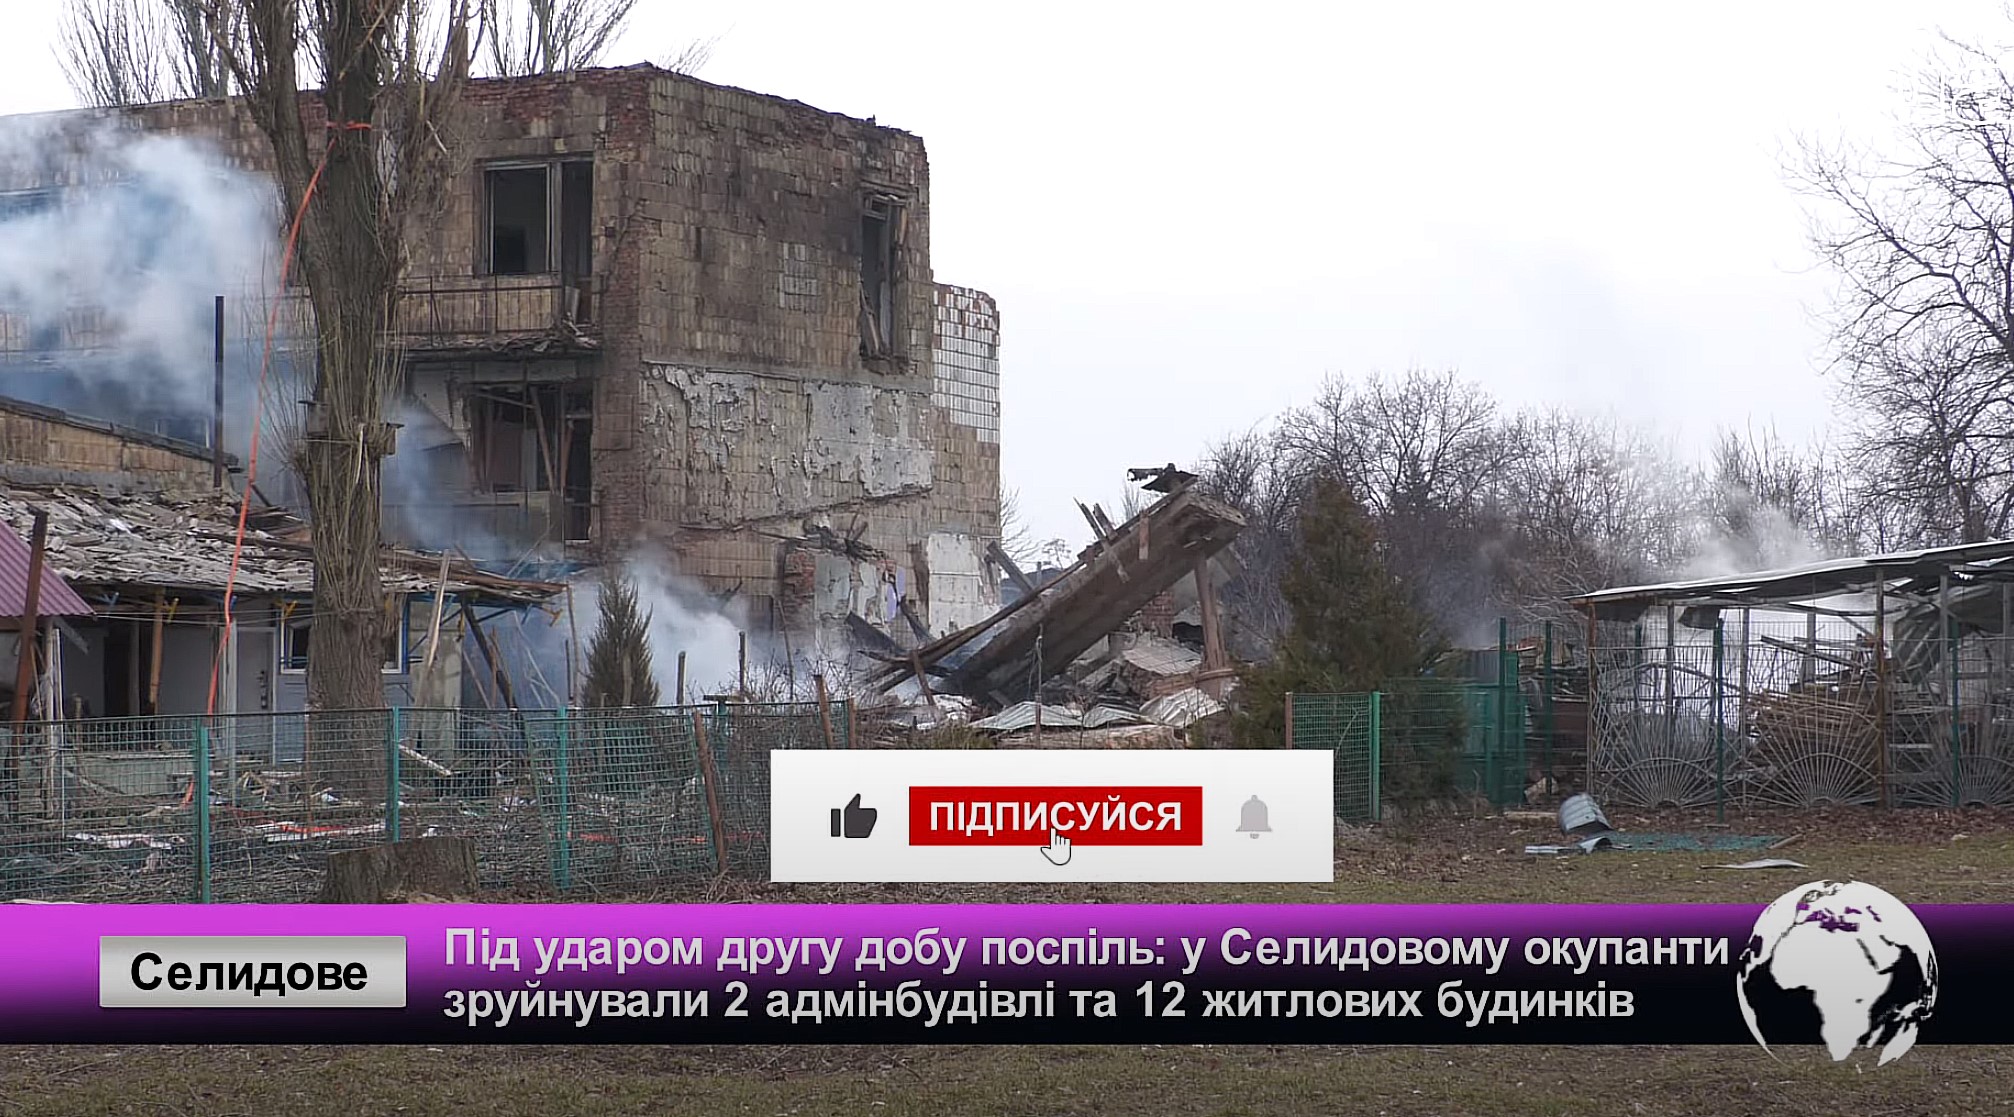 ПІДПИСУЙСЯ
Селидове
Під ударом другу добу поспіль: у Селидовому окупанти
зруйнували 2 адмінбудівлі та 12 житлових будинків